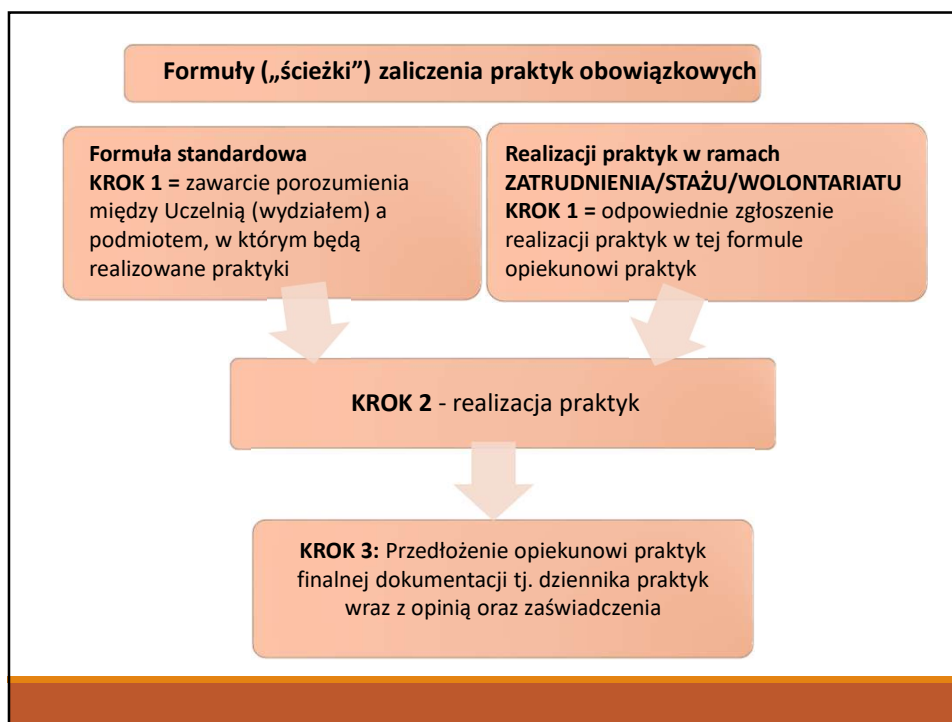 Formuły („ścieżki”) zaliczenia praktyk obowiązkowych
Formuła standardowa
KROK 1 = zawarcie porozumienia
między Uczelnią (wydziałem) a
podmiotem, w którym będą
realizowane praktyki
Realizacji praktyk w ramach
ZATRUDNIENIA/STAŻU/WOLONTARIATU
KROK 1 = odpowiednie zgłoszenie
realizacji praktyk w tej formule
opiekunowi praktyk
KROK 2 - realizacja praktyk
KROK 3: Przedłożenie opiekunowi praktyk
finalnej dokumentacji tj. dziennika praktyk
wraz z opinią oraz zaświadczenia